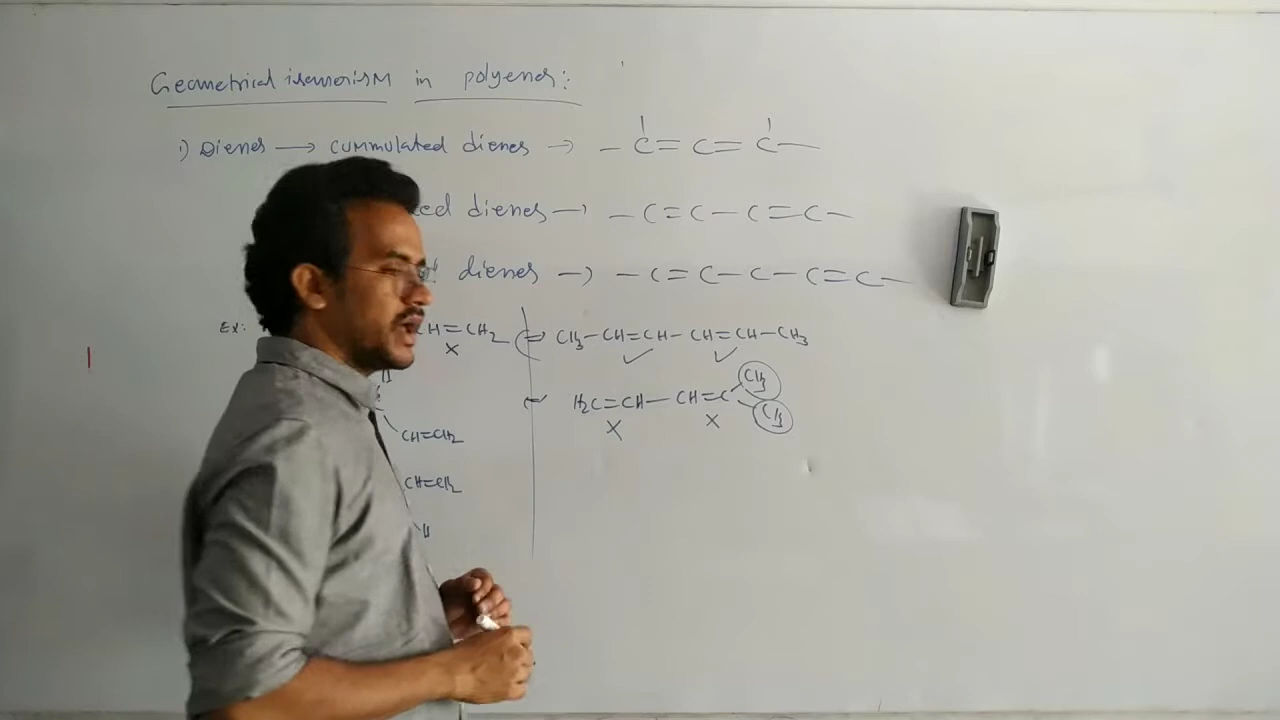 Geometrical isomerism in polyenes:
1) Dienes → cummulated dienes → - C = C = C -
ed dienes → - C = C - C = C -
dienes → - C = C - C - C = C -
Ex: H=CH2 CH3-CH=CH-CH=CH-CH3
x ✓ ✓
H2C=CH-CH=C CH3
CH3
x x
CH=CH2
CH=CH2
H